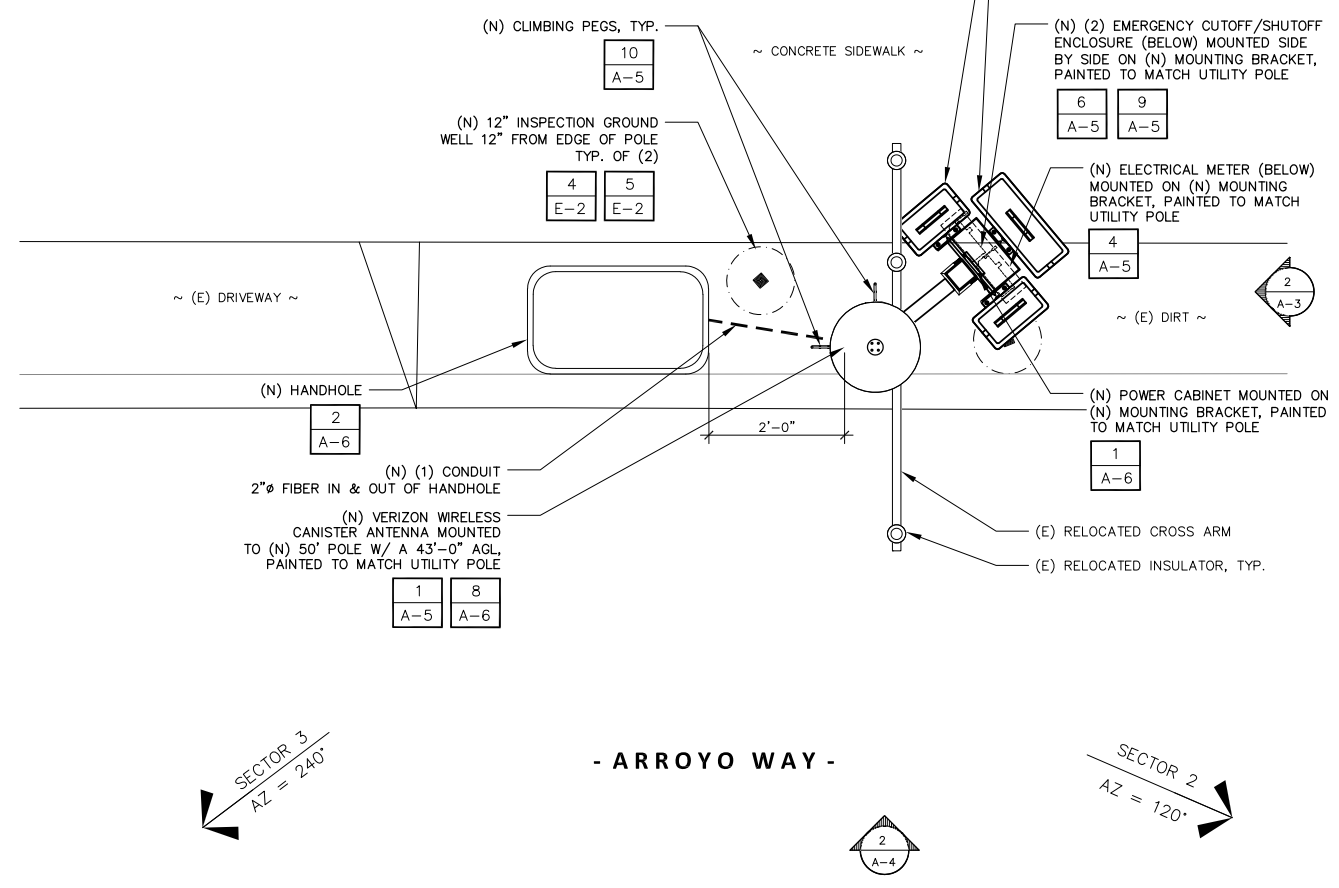 (N) CLIMBING PEGS, TYP.
10
A-5
~ CONCRETE SIDEWALK ~
(N) (2) EMERGENCY CUTOFF/SHUTOFF
ENCLOSURE (BELOW) MOUNTED SIDE
BY SIDE ON (N) MOUNTING BRACKET,
PAINTED TO MATCH UTILITY POLE
6 9
A-5 A-5
(N) 12" INSPECTION GROUND
WELL 12" FROM EDGE OF POLE
TYP. OF (2)
4 5
E-2 E-2
(N) ELECTRICAL METER (BELOW)
MOUNTED ON (N) MOUNTING
BRACKET, PAINTED TO MATCH
UTILITY POLE
4
A-5
~ (E) DRIVEWAY ~
2
A-3
~ (E) DIRT ~
(N) HANDHOLE
2
A-6
2'-0"
(N) POWER CABINET MOUNTED ON
(N) MOUNTING BRACKET, PAINTED
TO MATCH UTILITY POLE
1
A-6
(N) (1) CONDUIT
2"ø FIBER IN & OUT OF HANDHOLE
(N) VERIZON WIRELESS
CANISTER ANTENNA MOUNTED
TO (N) 50' POLE W/ A 43'-0" AGL,
PAINTED TO MATCH UTILITY POLE
1 8
A-5 A-6
(E) RELOCATED CROSS ARM
(E) RELOCATED INSULATOR, TYP.
SECTOR 3
AZ = 240°
- ARROYO WAY -
SECTOR 2
AZ = 120°
2
A-4